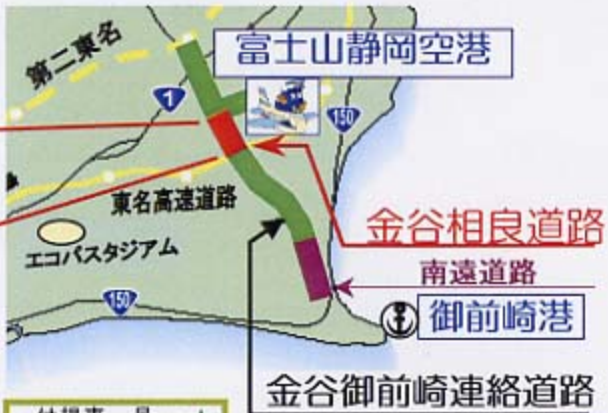 第二東名
富士山静岡空港
1
150
東名高速道路
金谷相良道路
エコパスタジアム
南遠道路
150
御前崎港
金谷御前崎連絡道路